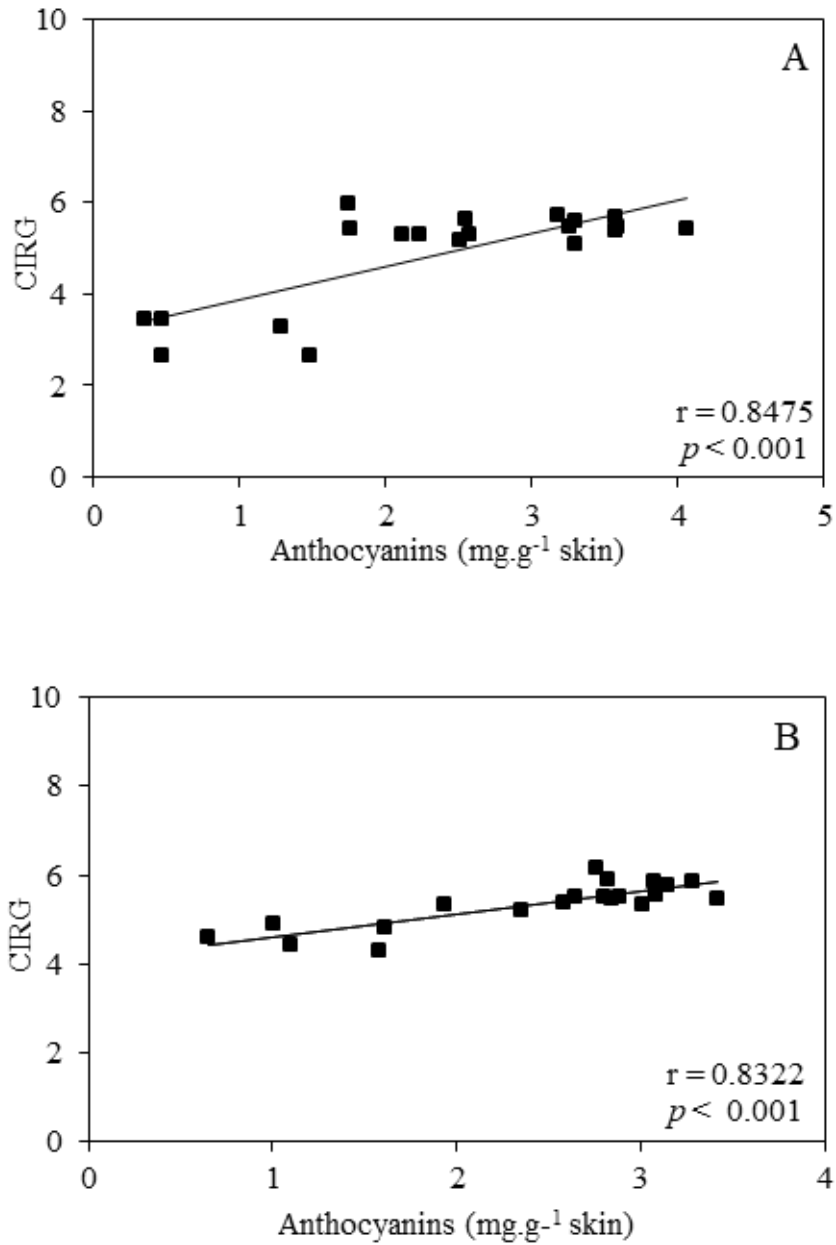 10
8
6
4
2
0
CIRG
A
r = 0.8475
p < 0.001
0 1 2 3 4 5
Anthocyanins (mg.g-1 skin)
10
8
6
4
2
0
CIRG
B
r = 0.8322
p < 0.001
0 1 2 3 4
Anthocyanins (mg.g-1 skin)